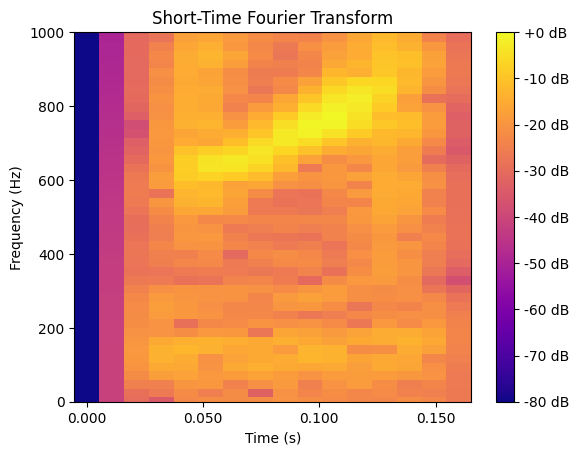 Short-Time Fourier Transform
1000
800
600
400
200
0
Frequency (Hz)
0.000
0.050
0.100
0.150
Time (s)
+0 dB
-10 dB
-20 dB
-30 dB
-40 dB
-50 dB
-60 dB
-70 dB
-80 dB